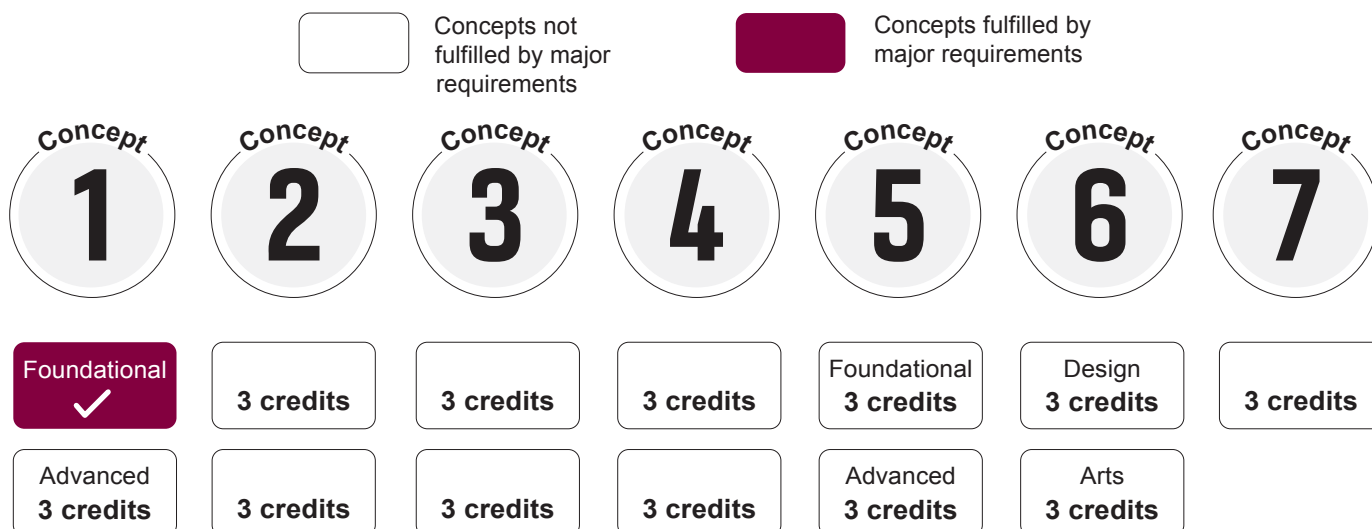 Concepts not
fulfilled by major
requirements
Concepts fulfilled by
major requirements
Concept
1
Concept
2
Concept
3
Concept
4
Concept
5
Concept
6
Concept
7
Foundational
3 credits
3 credits
3 credits
Foundational
3 credits
Design
3 credits
3 credits
Advanced
3 credits
3 credits
3 credits
3 credits
Advanced
3 credits
Arts
3 credits